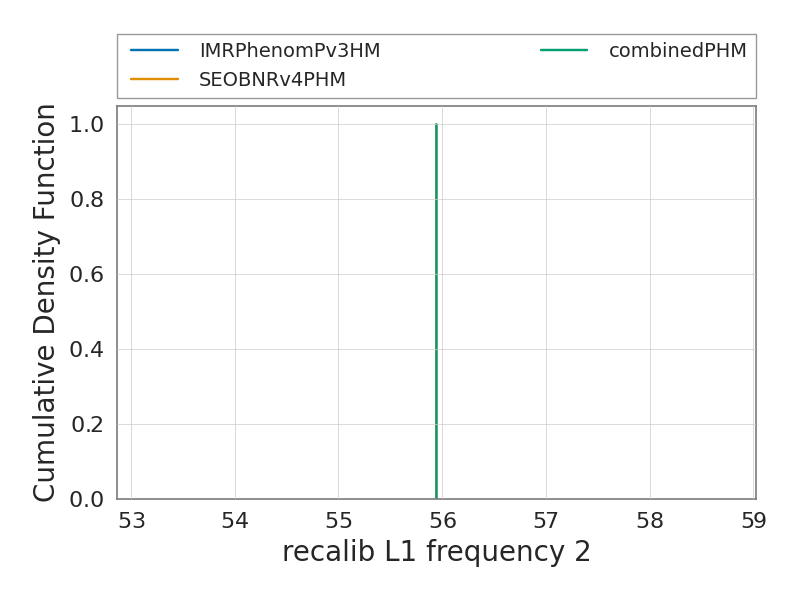 IMRPhenomPv3HM
SEOBNRv4PHM
combinedPHM
Cumulative Density Function
1.0
0.8
0.6
0.4
0.2
0.0
53 54 55 56 57 58 59
recalib L1 frequency 2